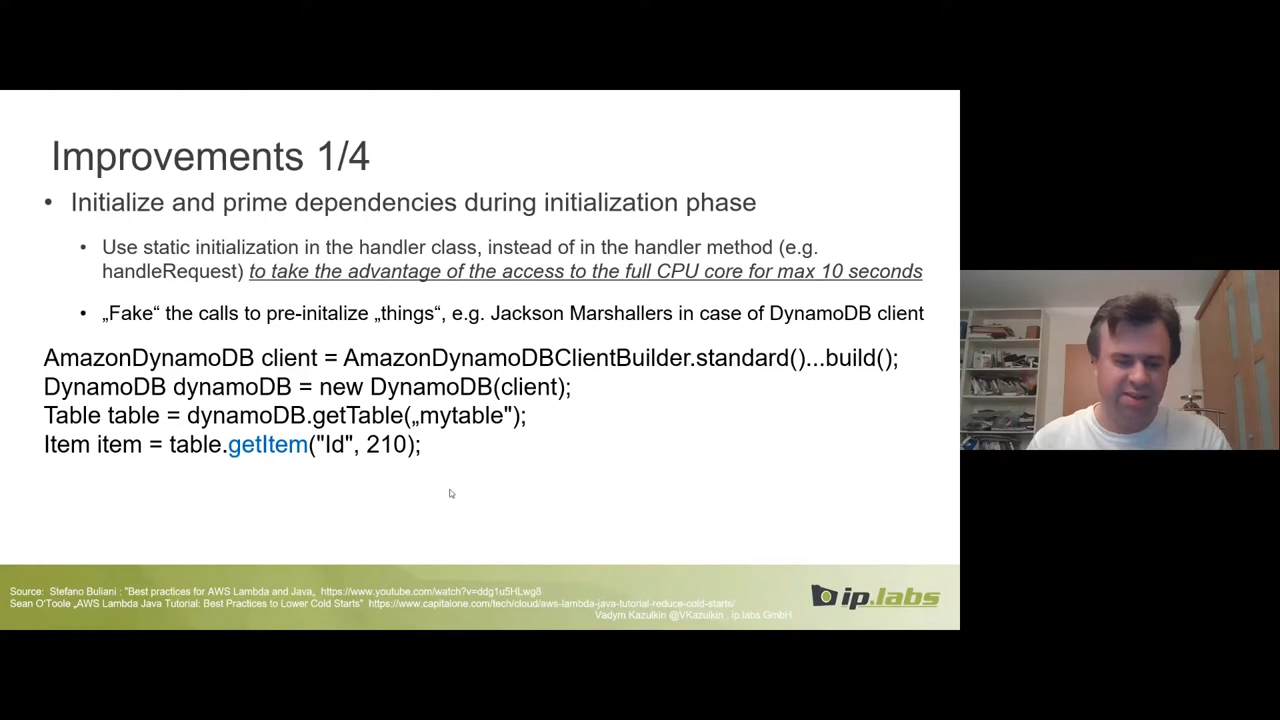 Improvements 1/4
• Initialize and prime dependencies during initialization phase
• Use static initialization in the handler class, instead of in the handler method (e.g.
handleRequest) to take the advantage of the access to the full CPU core for max 10 seconds
• „Fake“ the calls to pre-initalize „things“, e.g. Jackson Marshallers in case of DynamoDB client
AmazonDynamoDB client = AmazonDynamoDBClientBuilder.standard()...build();
DynamoDB dynamoDB = new DynamoDB(client);
Table table = dynamoDB.getTable(„mytable");
Item item = table.getItem("Id", 210);
Source: Stefano Buliani : "Best practices for AWS Lambda and Java„ https://www.youtube.com/watch?v=ddg1u5HLwg8
Sean O'Toole „AWS Lambda Java Tutorial: Best Practices to Lower Cold Starts" https://www.capitalone.com/tech/cloud/aws-lambda-java-tutorial-reduce-cold-starts/
Vadym Kazulkin @VKazulkin , ip.labs GmbH
ip.labs